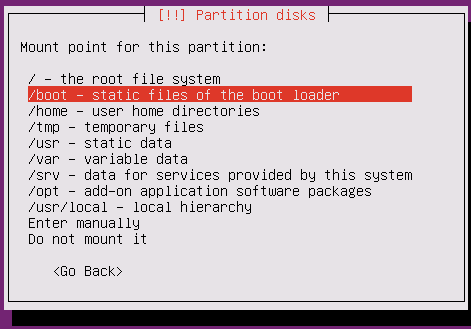 [!!] Partition disks
Mount point for this partition:
/ - the root file system
/boot - static files of the boot loader
/home - user home directories
/tmp - temporary files
/usr - static data
/var - variable data
/srv - data for services provided by this system
/opt - add-on application software packages
/usr/local - local hierarchy
Enter manually
Do not mount it
<Go Back>